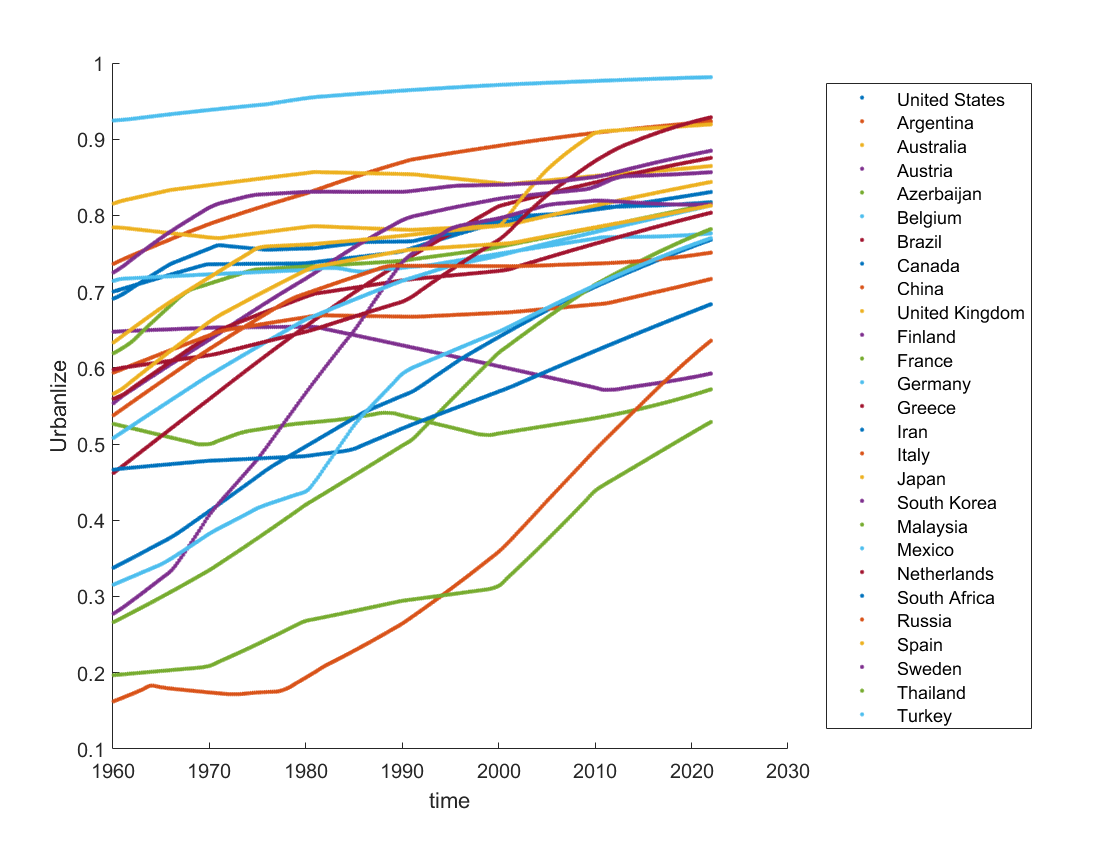 1
0.9
0.8
0.7
0.6
0.5
0.4
0.3
0.2
0.1
Urbanlize
1960 1970 1980 1990 2000 2010 2020 2030
time
United States
Argentina
Australia
Austria
Azerbaijan
Belgium
Brazil
Canada
China
United Kingdom
Finland
France
Germany
Greece
Iran
Italy
Japan
South Korea
Malaysia
Mexico
Netherlands
South Africa
Russia
Spain
Sweden
Thailand
Turkey